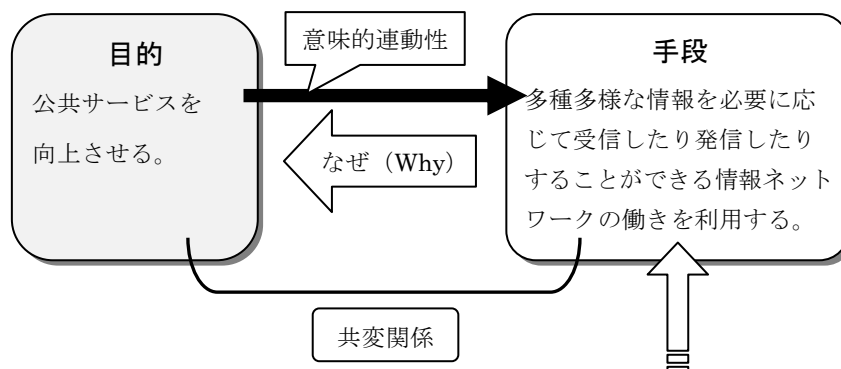 意味的連動性
目的
公共サービスを
向上させる。
なぜ（Why）
手段
多種多様な情報を必要に応
じて受信したり発信したり
することができる情報ネット
ワークの働きを利用する。
共変関係